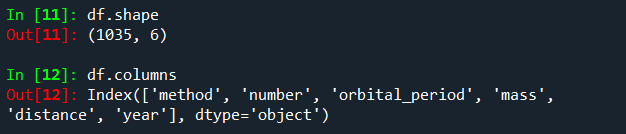 In [11]: df.shape
Out[11]: (1035, 6)
In [12]: df.columns
Out[12]: Index(['method', 'number', 'orbital_period', 'mass',
'distance', 'year'], dtype='object')